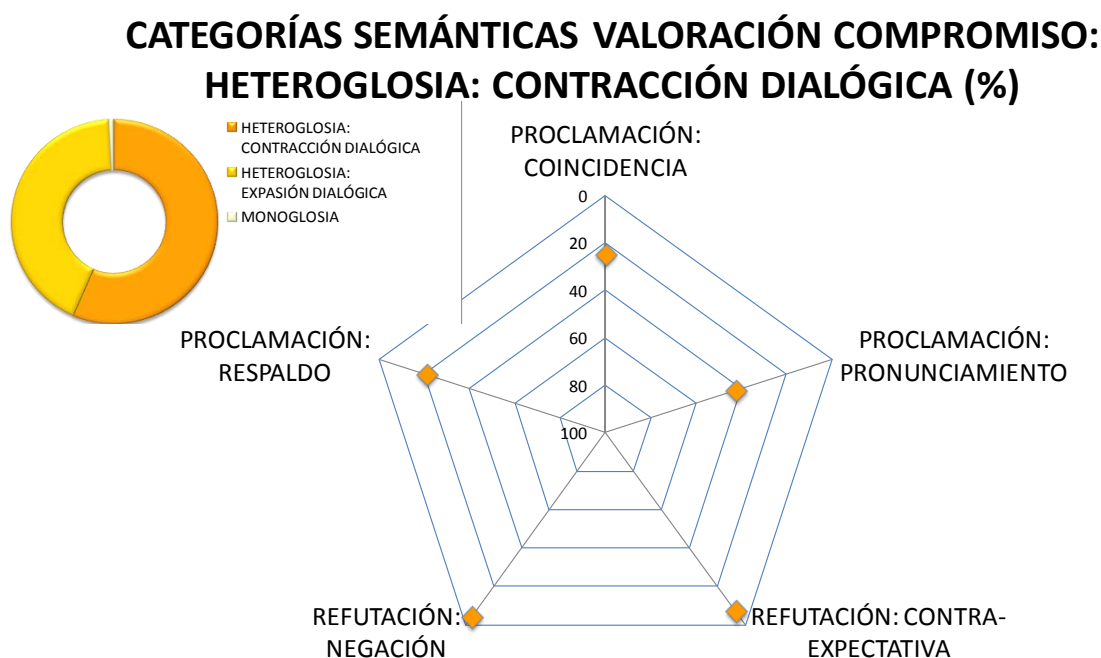 CATEGORÍAS SEMÁNTICAS VALORACIÓN COMPROMISO:
HETEROGLOSIA: CONTRACCIÓN DIALÓGICA (%)
HETEROGLOSIA:
CONTRACCIÓN DIALÓGICA
HETEROGLOSIA:
EXPASIÓN DIALÓGICA
MONOGLOSIA
PROCLAMACIÓN:
COINCIDENCIA
0
20
40
60
80
100
PROCLAMACIÓN:
RESPALDO
PROCLAMACIÓN:
PRONUNCIAMIENTO
REFUTACIÓN:
NEGACIÓN
REFUTACIÓN: CONTRA-
EXPECTATIVA